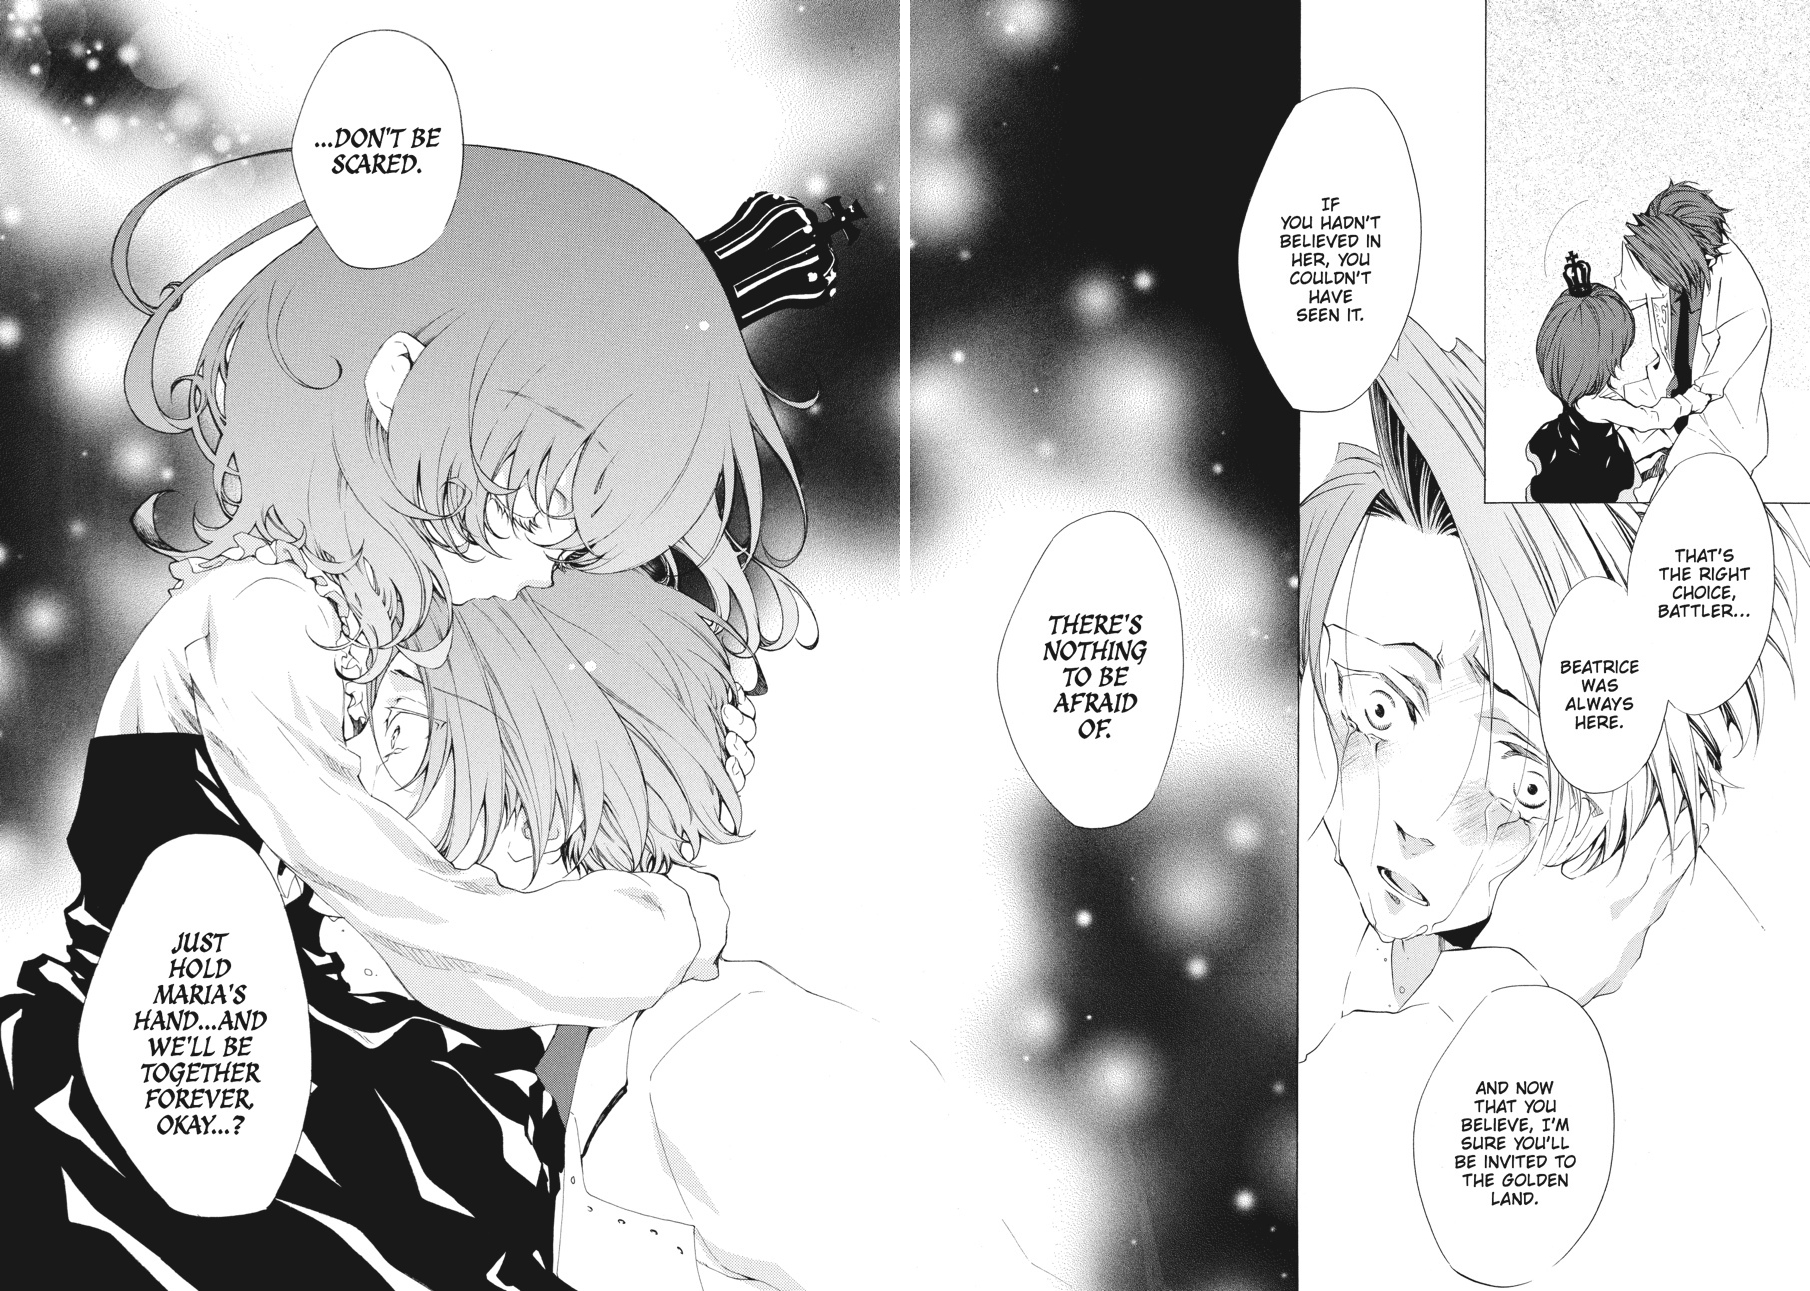 THAT'S
THE RIGHT
CHOICE,
BATTLER...
BEATRICE
WAS
ALWAYS
HERE.
IF
YOU HADN'T
BELIEVED IN
HER, YOU
COULDN'T
HAVE
SEEN IT.
AND NOW
THAT YOU
BELIEVE, I'M
SURE YOU'LL
BE INVITED TO
THE GOLDEN
LAND.
THERE'S
NOTHING
TO BE
AFRAID
OF.
...DON'T BE
SCARED.
JUST
HOLD
MARIA'S
HAND...AND
WE'LL BE
TOGETHER
FOREVER,
OKAY...?